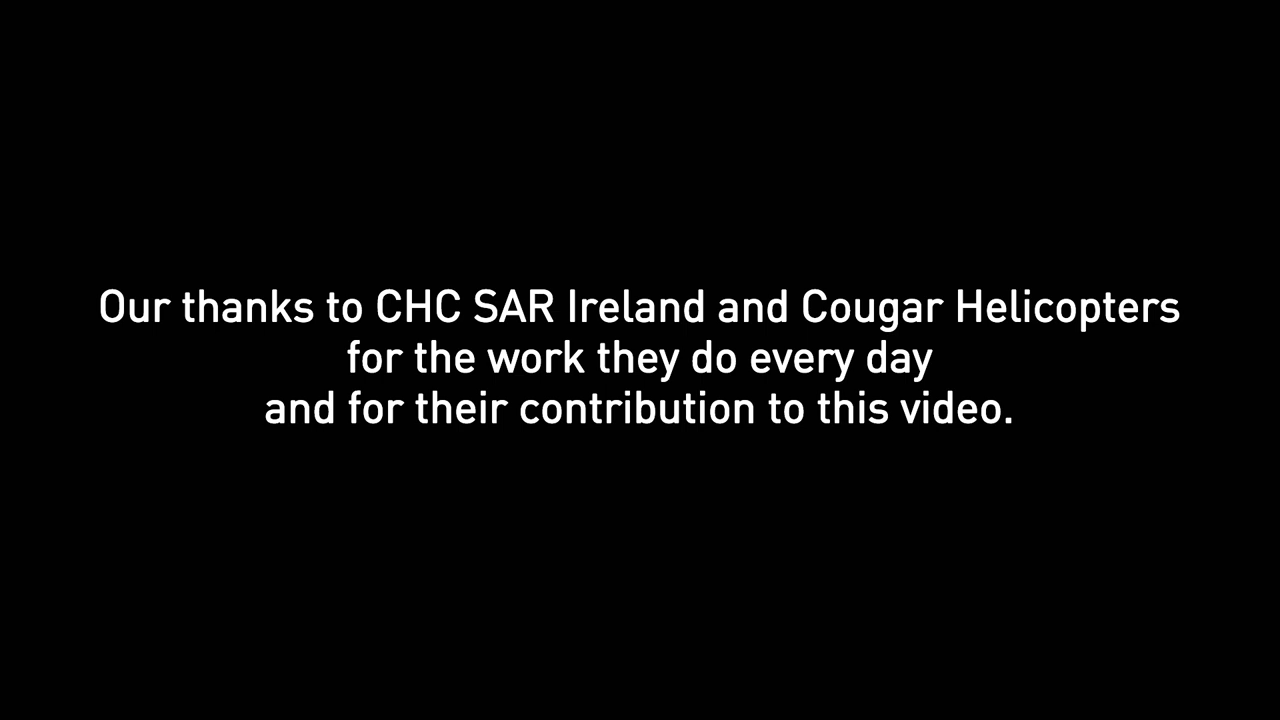 Our thanks to CHC SAR Ireland and Cougar Helicopters
for the work they do every day
and for their contribution to this video.